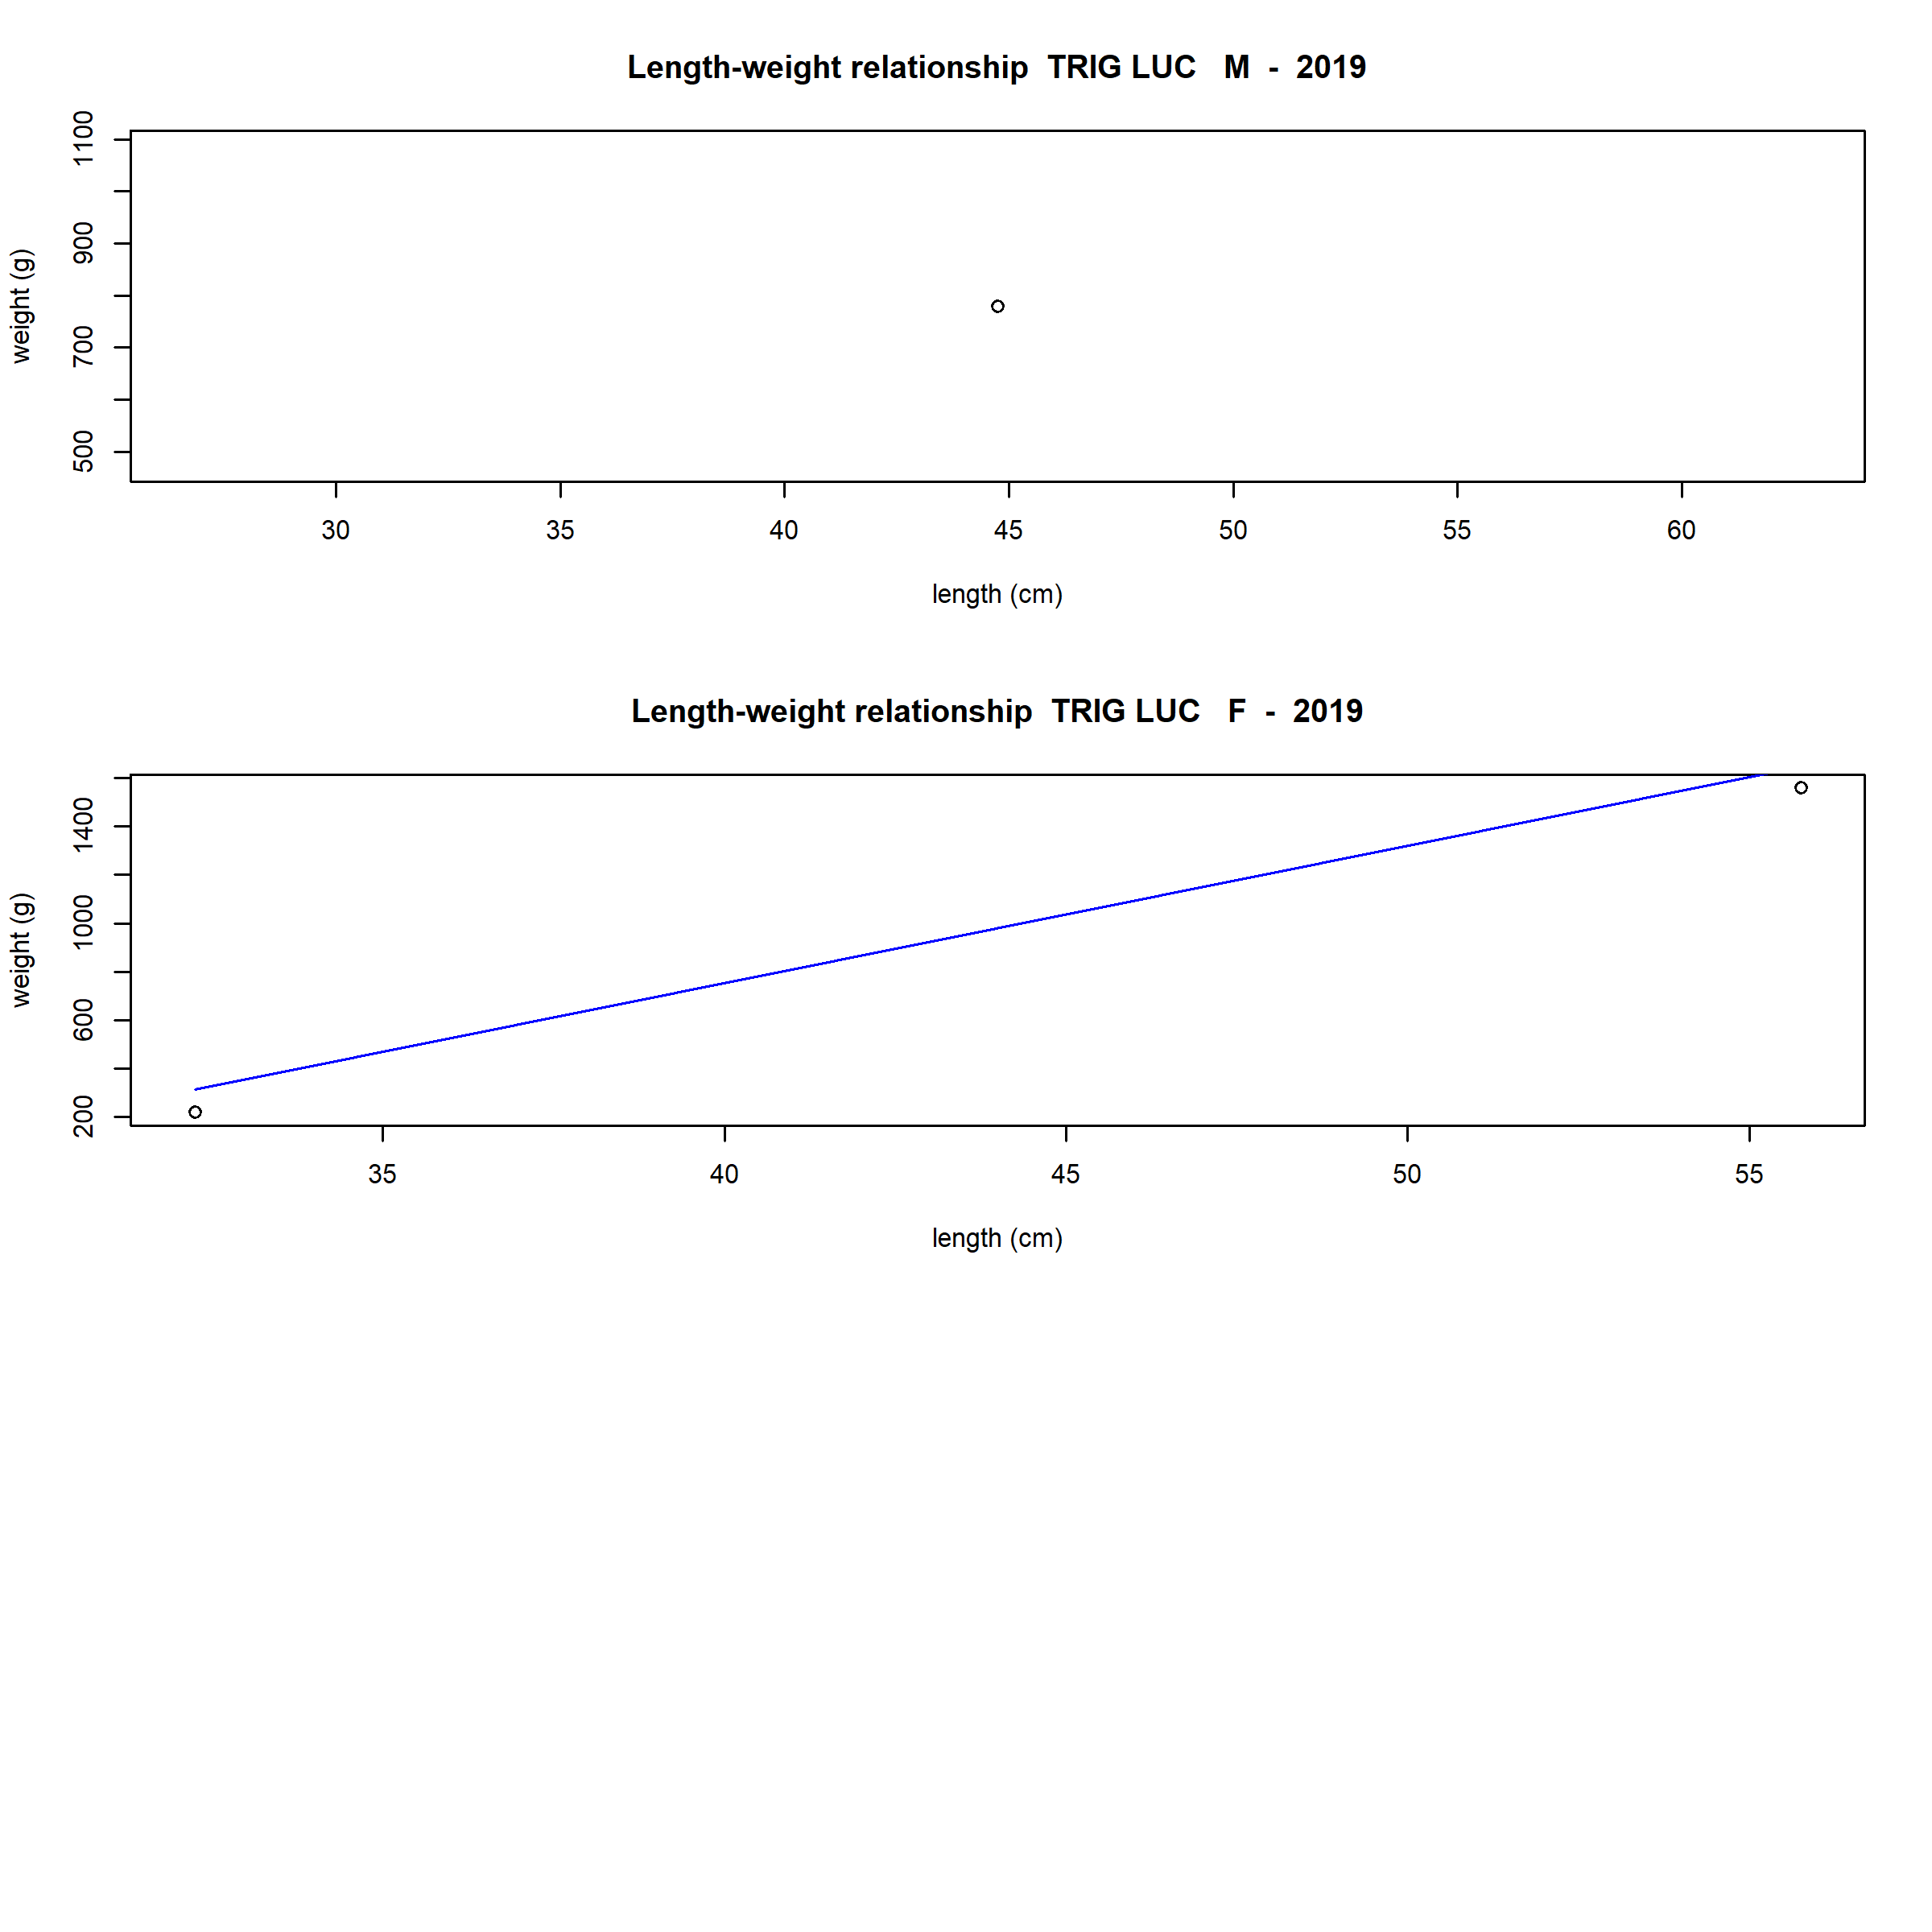 Length-weight relationship TRIG LUC M - 2019
weight (g)
1100
900
700
500
30 35 40 45 50 55 60
length (cm)
Length-weight relationship TRIG LUC F - 2019
weight (g)
1400
1000
600
200
35 40 45 50 55
length (cm)